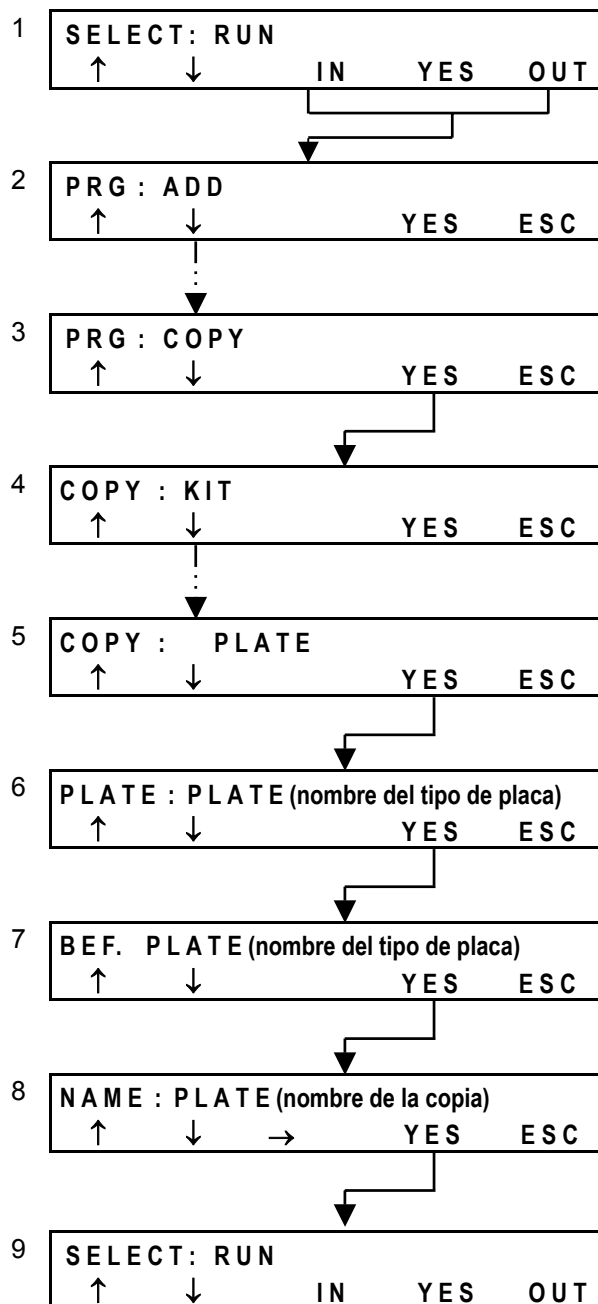 1
SELECT: RUN
↑ ↓ IN YES OUT
2
PRG: ADD
↑ ↓ YES ESC
3
PRG: COPY
↑ ↓ YES ESC
4
COPY: KIT
↑ ↓ YES ESC
5
COPY: PLATE
↑ ↓ YES ESC
6
PLATE: PLATE (nombre del tipo de placa)
↑ ↓ YES ESC
7
BEF. PLATE (nombre del tipo de placa)
↑ ↓ YES ESC
8
NAME: PLATE (nombre de la copia)
↑ ↓ → YES ESC
9
SELECT: RUN
↑ ↓ IN YES OUT